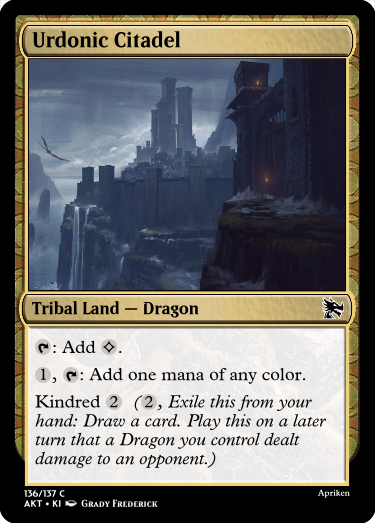 Urdonic Citadel
Tribal Land — Dragon
: Add .
1, : Add one mana of any color.
Kindred 2 (2, Exile this from your
hand: Draw a card. Play this on a later
turn that a Dragon you control dealt
damage to an opponent.)
136/137 C
Apriken
AKT • KI Grady Frederick